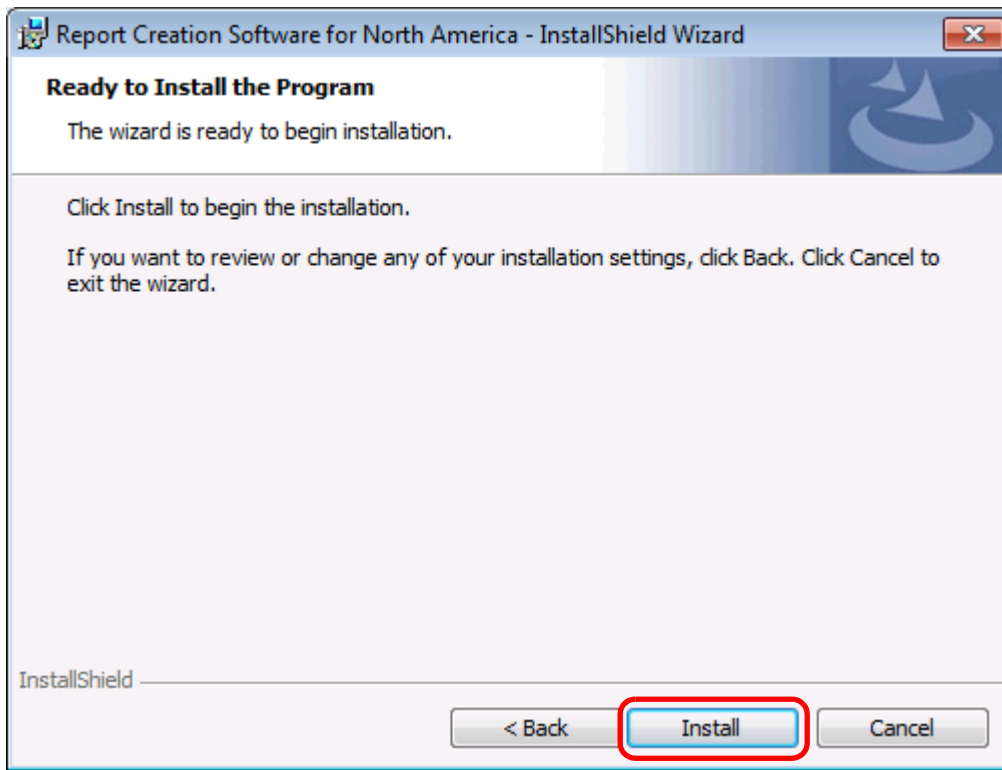 Report Creation Software for North America - InstallShield Wizard
Ready to Install the Program
The wizard is ready to begin installation.
Click Install to begin the installation.
If you want to review or change any of your installation settings, click Back. Click Cancel to
exit the wizard.
InstallShield
< Back
Install
Cancel